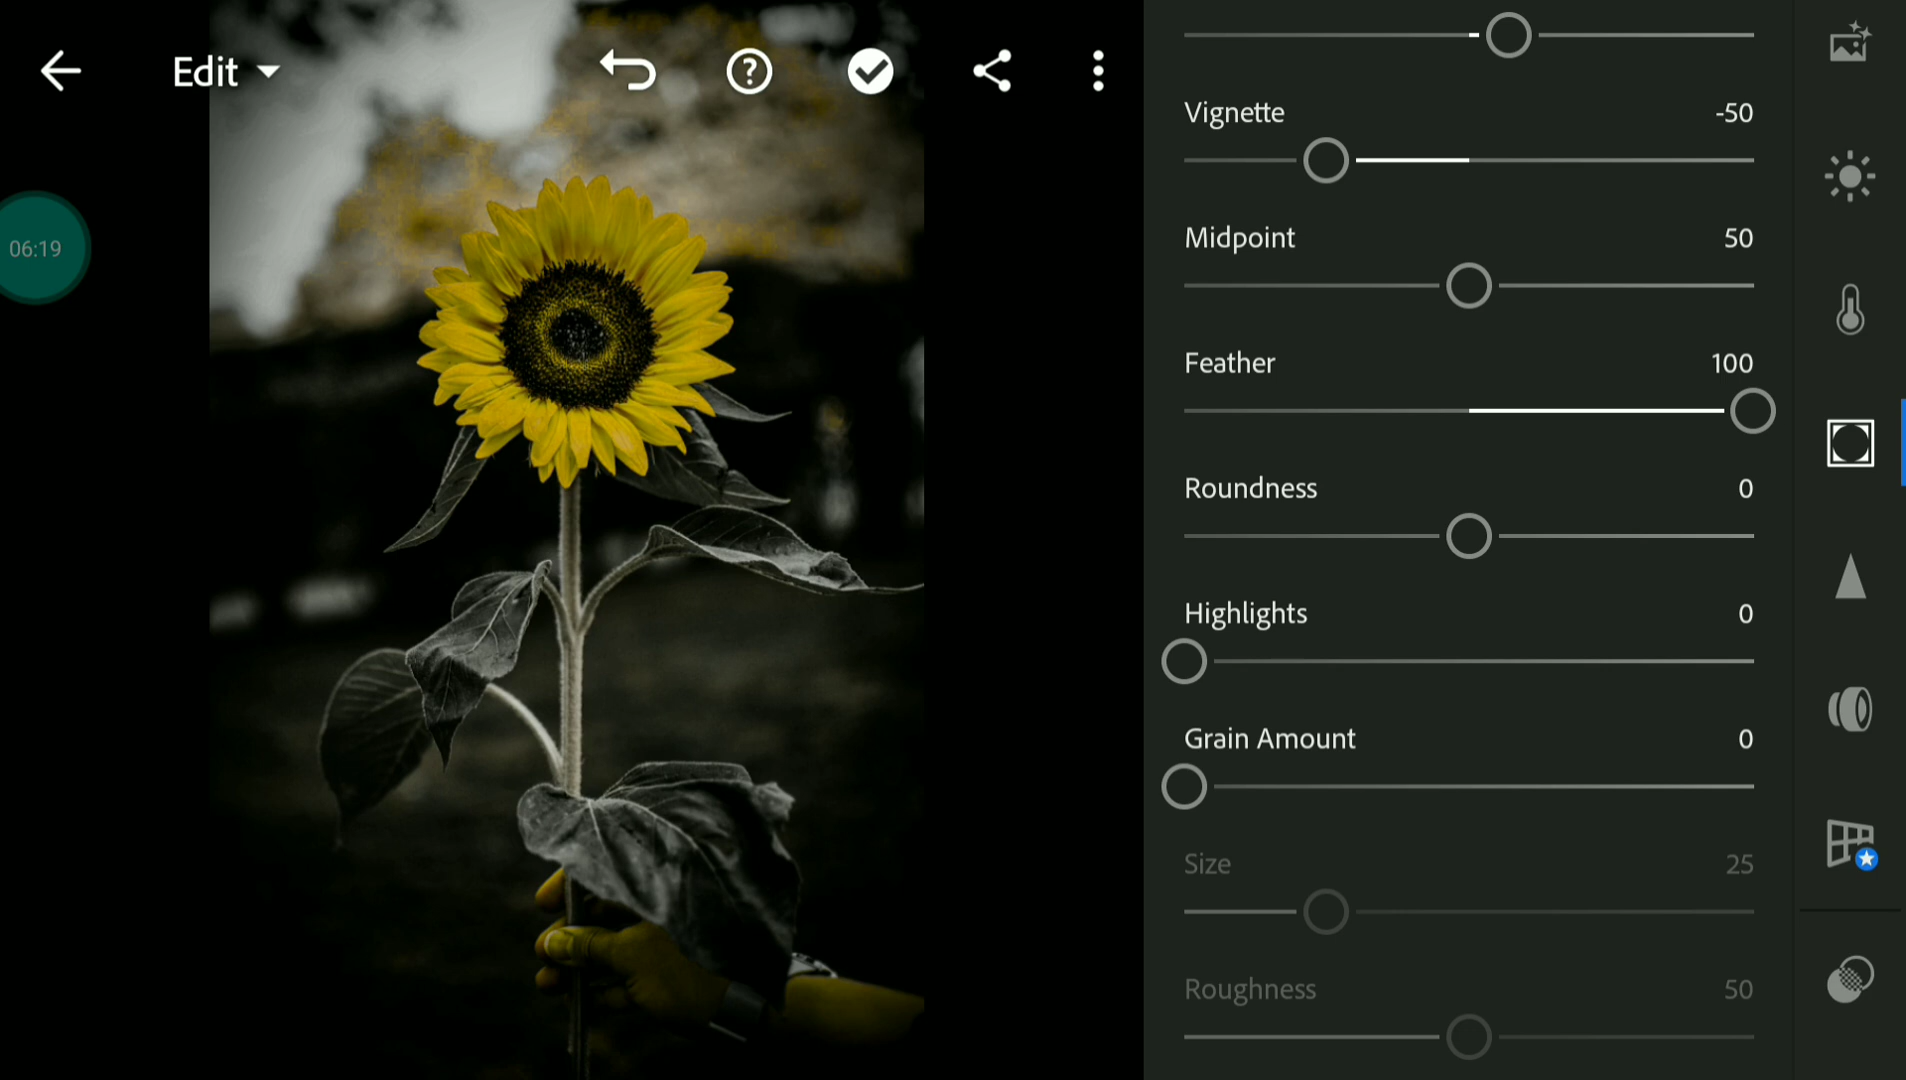 Edit
06:19
Vignette -50
Midpoint 50
Feather 100
Roundness 0
Highlights 0
Grain Amount 0
Size 25
Roughness 50